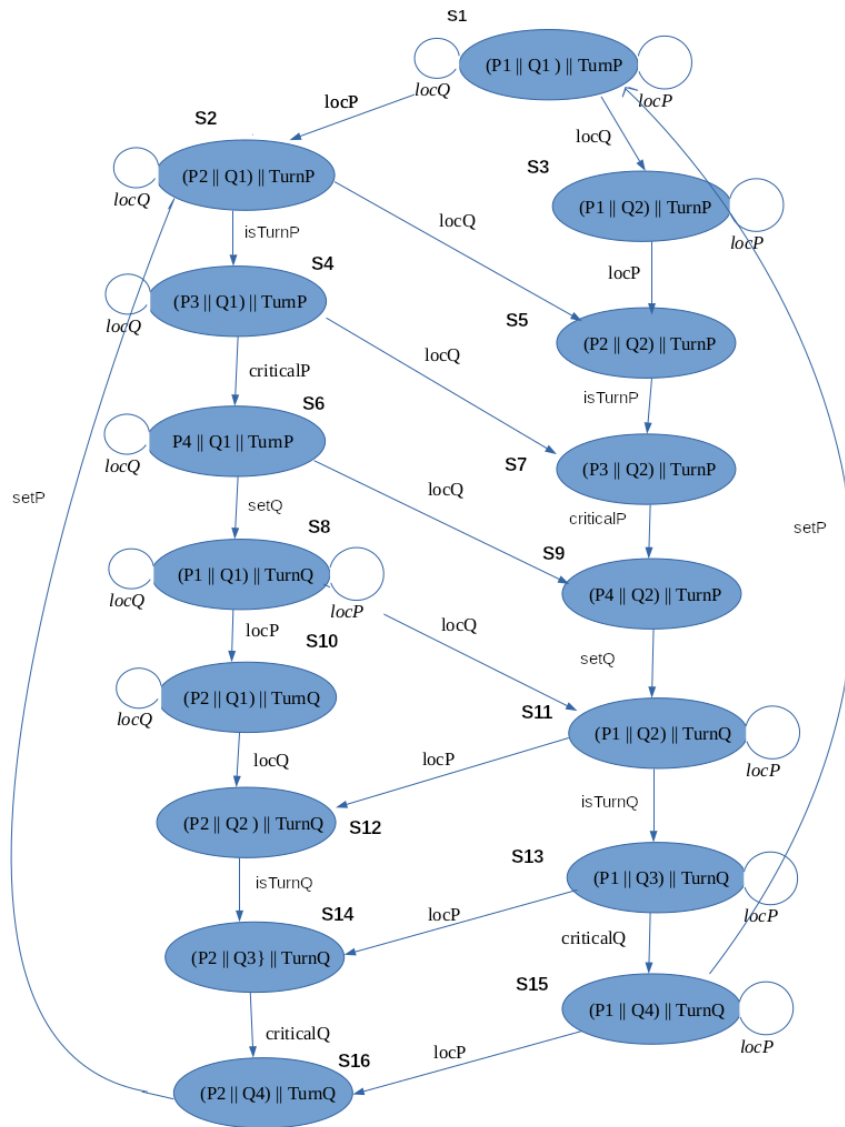 S1
(P1 || Q1 ) || TurnP
locQ
locP
locP
locQ
S2
S3
(P2 || Q1) || TurnP
(P1 || Q2) || TurnP
locQ
locP
locQ
isTurnP
locP
S4
(P3 || Q1) || TurnP
locQ
S5
(P2 || Q2) || TurnP
locQ
criticalP
isTurnP
S6
P4 || Q1 || TurnP
locQ
S7
(P3 || Q2) || TurnP
locQ
setP
setQ
criticalP
setP
S8
S9
(P1 || Q1) || TurnQ
(P4 || Q2) || TurnP
locQ
locP
locP
locQ
S10
setQ
(P2 || Q1) || TurnQ
locQ
S11
(P1 || Q2) || TurnQ
locP
locQ
locP
isTurnQ
(P2 || Q2 ) || TurnQ
S12
S13
(P1 || Q3) || TurnQ
isTurnQ
locP
S14
locP
criticalQ
(P2 || Q3} || TurnQ
S15
(P1 || Q4) || TurnQ
criticalQ
locP
S16
locP
(P2 || Q4) || TurnQ